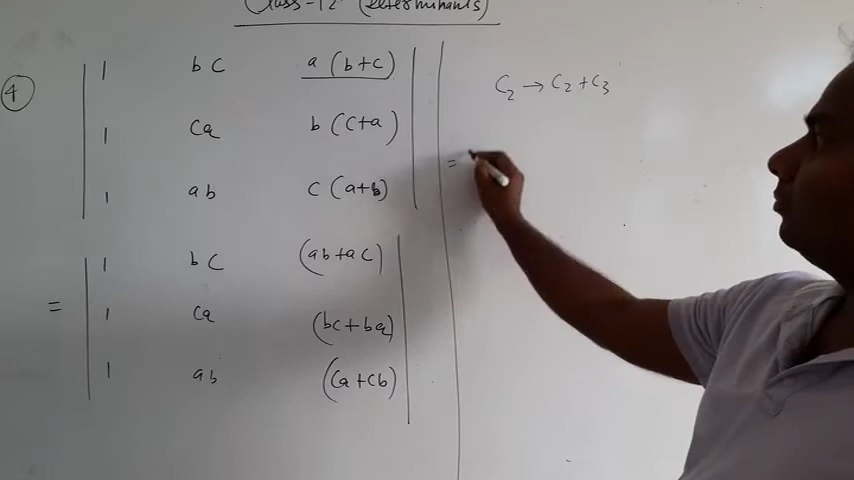 Class-12 (Determinants)
4 | 1 bc a(b+c) |
| 1 ca b(c+a) |
| 1 ab c(a+b) |
= | 1 bc (ab+ac) |
| 1 ca (bc+ba) |
| 1 ab (ca+cb) |
C₂ → C₂ + C₃
=